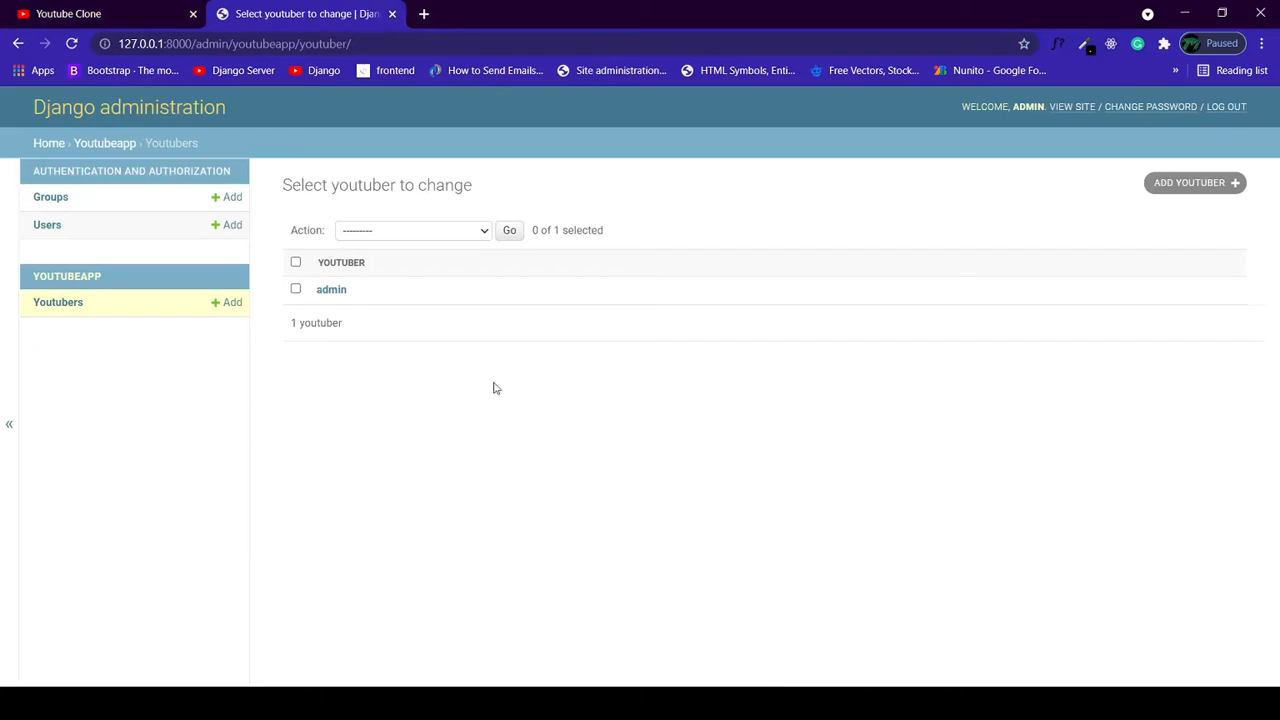 Youtube Clone
Select youtuber to change | Djan
127.0.0.1:8000/admin/youtubeapp/youtuber/
f?
Paused
Apps
Bootstrap · The mo...
Django Server
Django
frontend
How to Send Emails...
Site administration...
HTML Symbols, Enti...
Free Vectors, Stock...
Nunito - Google Fo...
»
Reading list
Django administration
WELCOME, ADMIN. VIEW SITE / CHANGE PASSWORD / LOG OUT
Home › Youtubeapp › Youtubers
AUTHENTICATION AND AUTHORIZATION
Groups + Add
Users + Add
YOUTUBEAPP
Youtubers + Add
«
Select youtuber to change
ADD YOUTUBER +
Action: --------- Go 0 of 1 selected
YOUTUBER
admin
1 youtuber